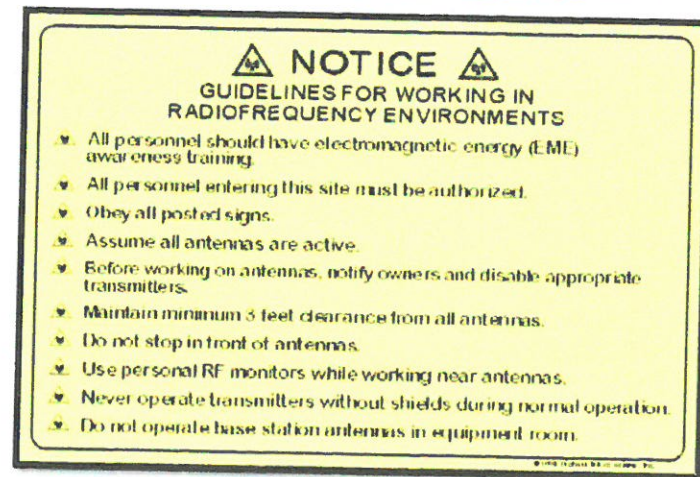 NOTICE
GUIDELINES FOR WORKING IN
RADIOFREQUENCY ENVIRONMENTS
All personnel should have electromagnetic energy (EME)
awareness training.
All personnel entering this site must be authorized.
Obey all posted signs.
Assume all antennas are active.
Before working on antennas, notify owners and disable appropriate
transmitters.
Maintain minimum 3 feet clearance from all antennas.
Do not stop in front of antennas.
Use personal RF monitors while working near antennas.
Never operate transmitters without shields during normal operation.
Do not operate base station antennas in equipment room.